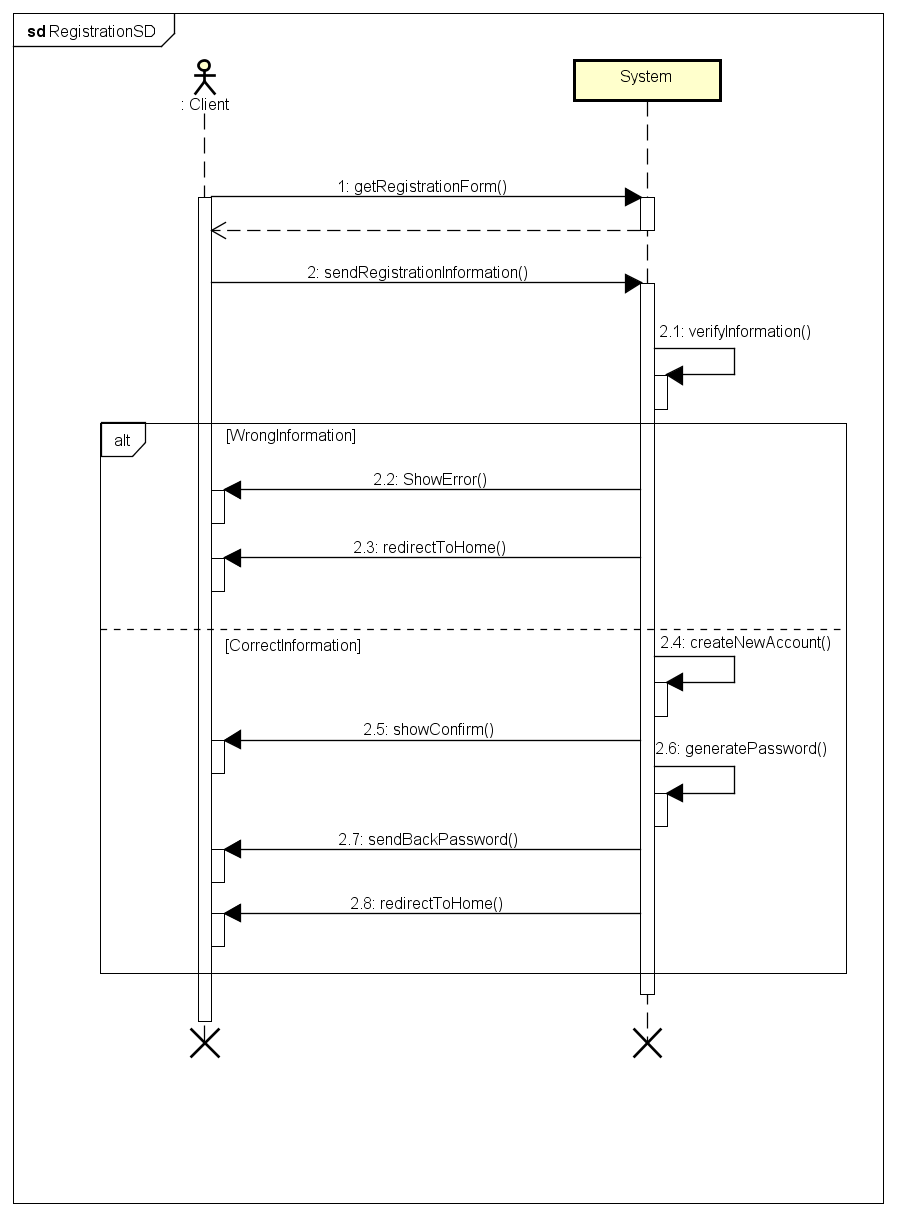 sd RegistrationSD
: Client
System
1: getRegistrationForm()
2: sendRegistrationInformation()
2.1: verifyInformation()
alt
[WrongInformation]
2.2: ShowError()
2.3: redirectToHome()
[CorrectInformation]
2.4: createNewAccount()
2.5: showConfirm()
2.6: generatePassword()
2.7: sendBackPassword()
2.8: redirectToHome()